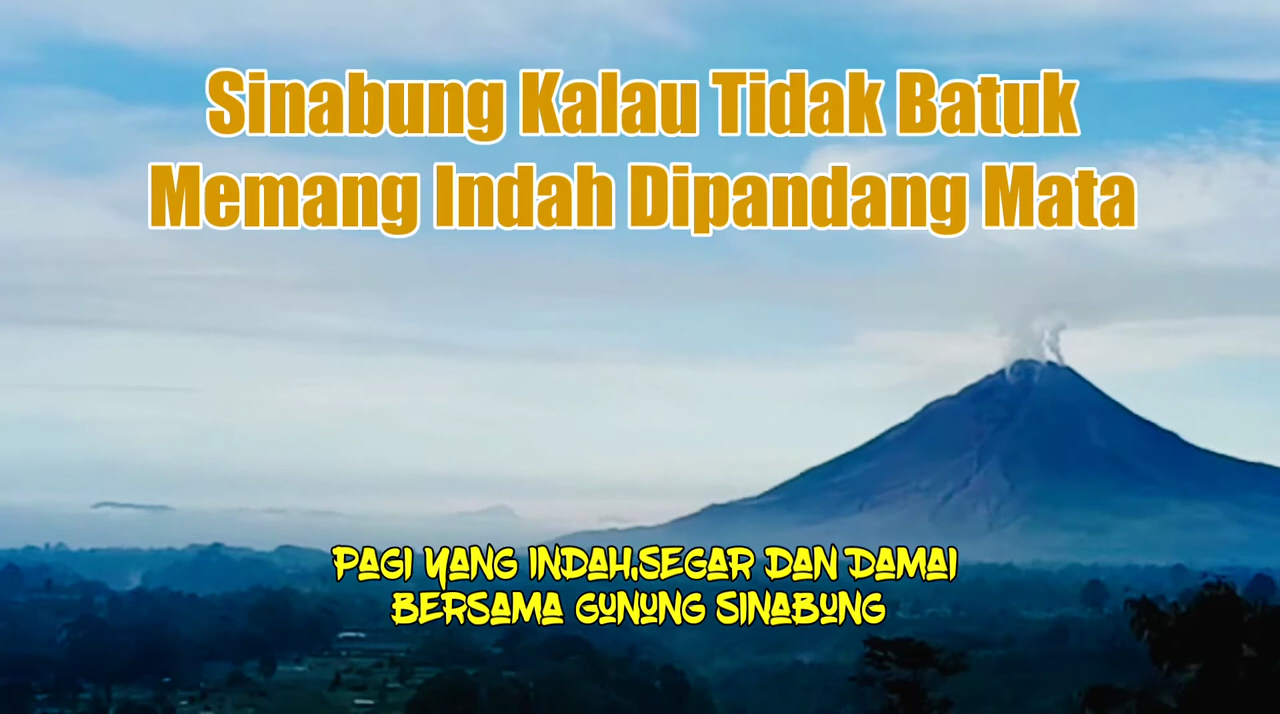 Sinabung Kalau Tidak Batuk
Memang Indah Dipandang Mata
PAGI YANG INDAH,SEGAR DAN DAMAI
BERSAMA GUNUNG SINABUNG